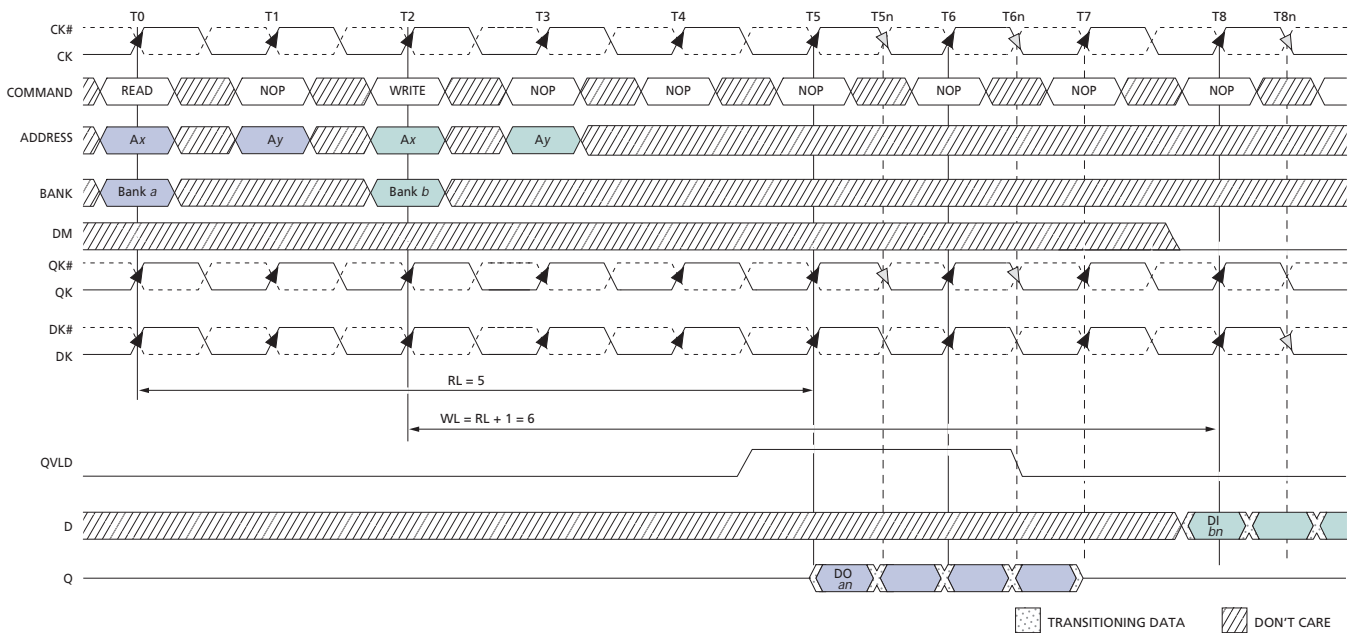 T0 T1 T2 T3 T4 T5 T5n T6 T6n T7 T8 T8n
CK#
CK
COMMAND READ NOP WRITE NOP NOP NOP NOP NOP NOP
ADDRESS Ax Ay Ax Ay
BANK Bank a Bank b
DM
QK#
QK
DK#
DK
RL = 5
WL = RL + 1 = 6
QVLD
D DI bn
Q DO an
TRANSITIONING DATA DON'T CARE